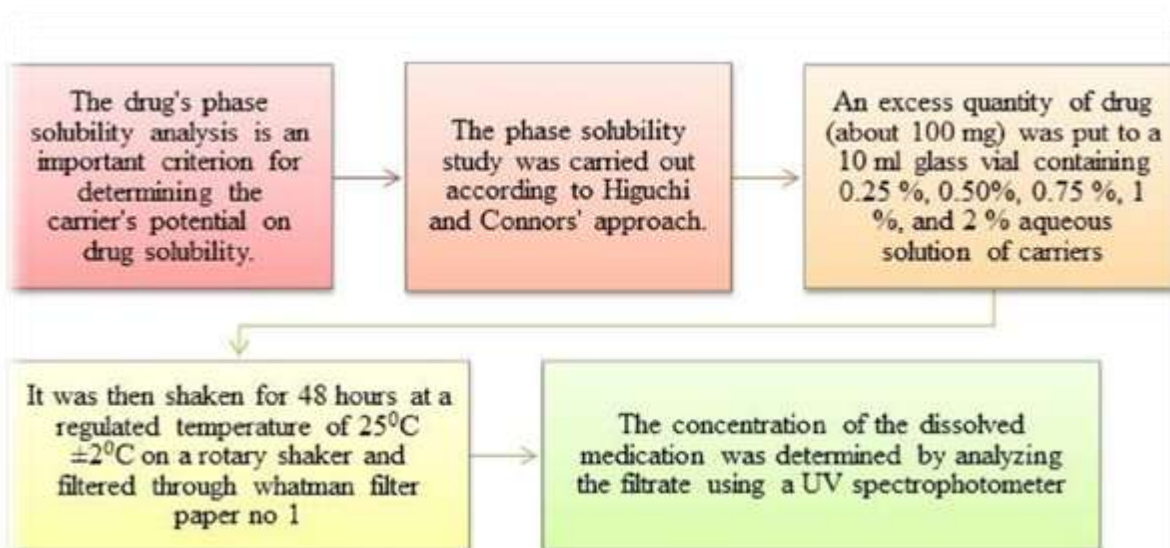 The drug's phase
solubility analysis is an
important criterion for
determining the
carrier's potential on
drug solubility.
The phase solubility
study was carried out
according to Higuchi
and Connors' approach.
An excess quantity of drug
(about 100 mg) was put to a
10 ml glass vial containing
0.25 %, 0.50%, 0.75 %, 1
%, and 2 % aqueous
solution of carriers
It was then shaken for 48 hours at a
regulated temperature of 25⁰C
±2⁰C on a rotary shaker and
filtered through whatman filter
paper no 1
The concentration of the dissolved
medication was determined by analyzing
the filtrate using a UV spectrophotometer